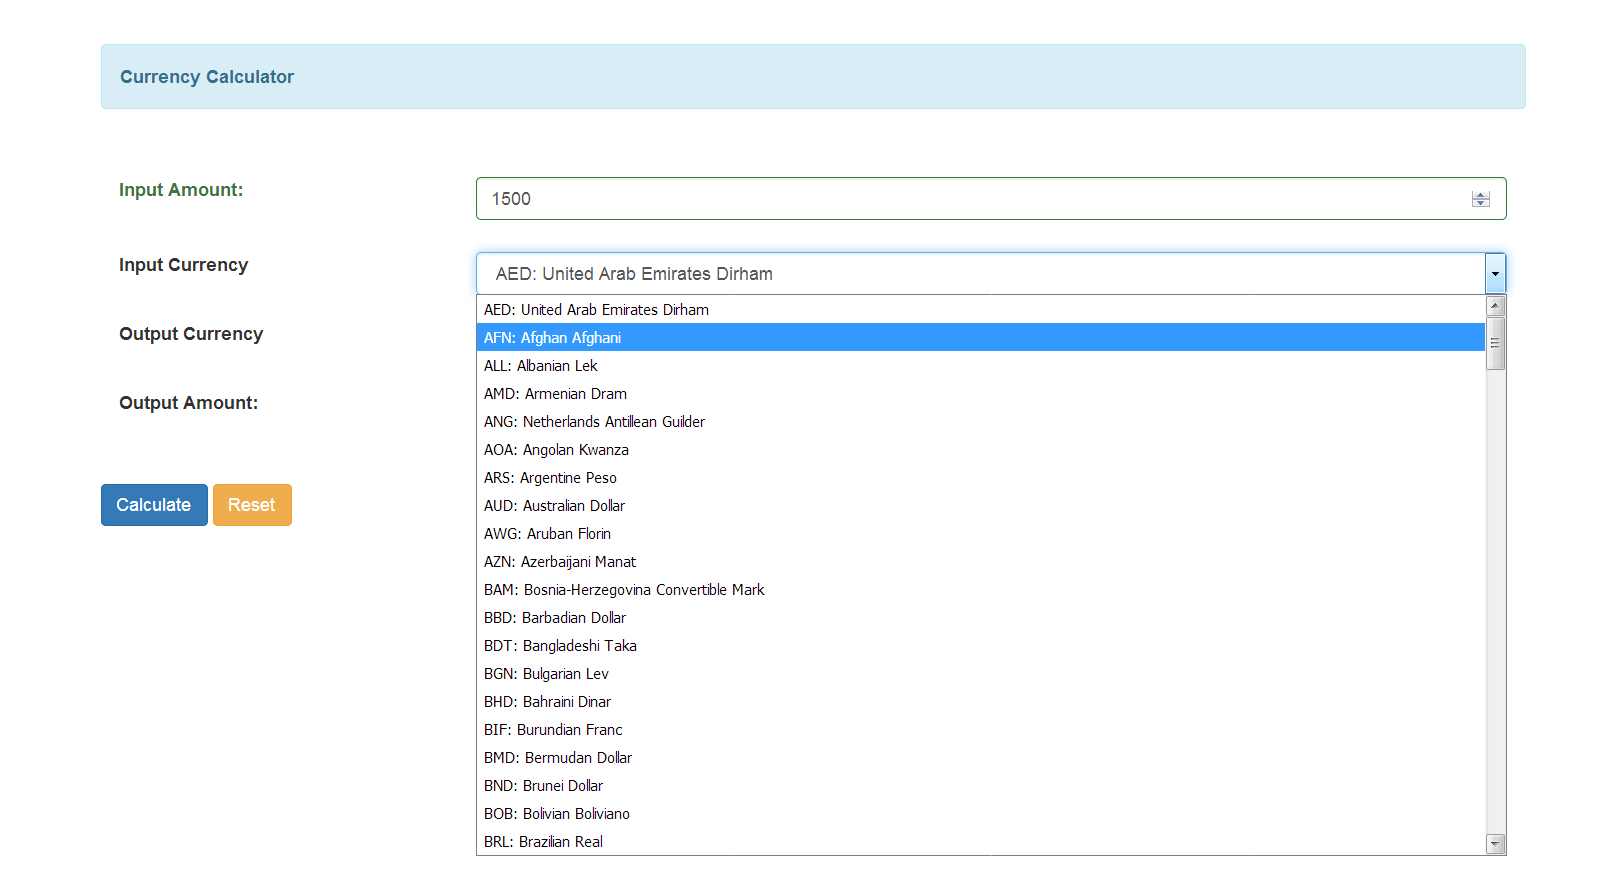 Currency Calculator
Input Amount:
1500
Input Currency
AED: United Arab Emirates Dirham
AED: United Arab Emirates Dirham
AFN: Afghan Afghani
Output Currency
ALL: Albanian Lek
AMD: Armenian Dram
Output Amount:
ANG: Netherlands Antillean Guilder
AOA: Angolan Kwanza
ARS: Argentine Peso
AUD: Australian Dollar
Calculate
Reset
AWG: Aruban Florin
AZN: Azerbaijani Manat
BAM: Bosnia-Herzegovina Convertible Mark
BBD: Barbadian Dollar
BDT: Bangladeshi Taka
BGN: Bulgarian Lev
BHD: Bahraini Dinar
BIF: Burundian Franc
BMD: Bermudan Dollar
BND: Brunei Dollar
BOB: Bolivian Boliviano
BRL: Brazilian Real